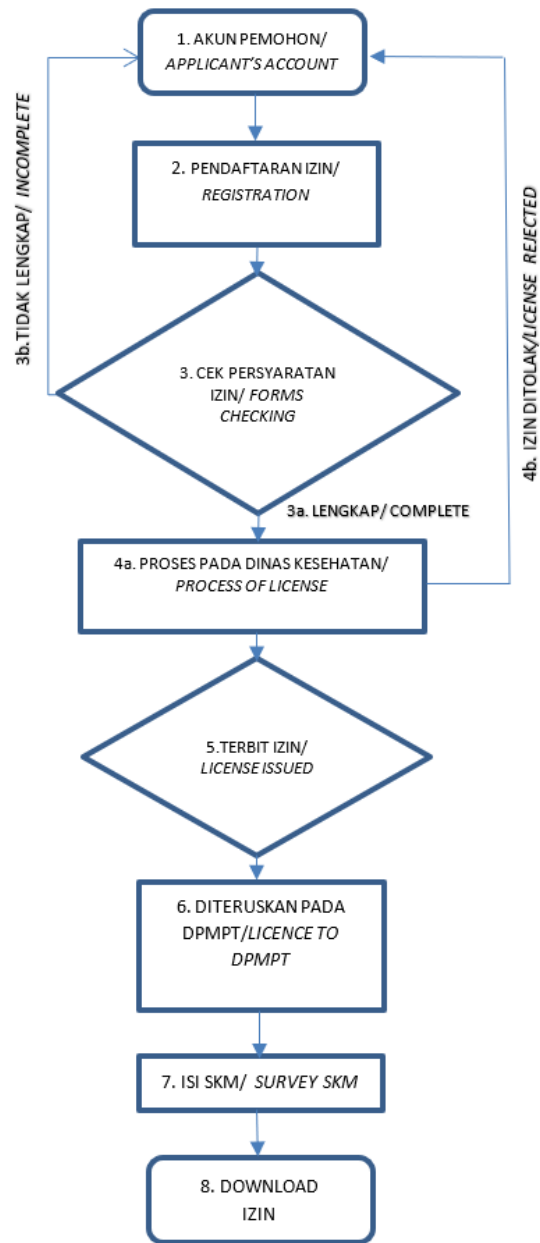 1. AKUN PEMOHON/
APPLICANT'S ACCOUNT
2. PENDAFTARAN IZIN/
REGISTRATION
3b.TIDAK LENGKAP/ INCOMPLETE
4b. IZIN DITOLAK/LICENSE REJECTED
3. CEK PERSYARATAN
IZIN/ FORMS
CHECKING
3a. LENGKAP/ COMPLETE
4a. PROSES PADA DINAS KESEHATAN/
PROCESS OF LICENSE
5.TERBIT IZIN/
LICENSE ISSUED
6. DITERUSKAN PADA
DPMPT/LICENCE TO
DPMPT
7. ISI SKM/ SURVEY SKM
8. DOWNLOAD
IZIN